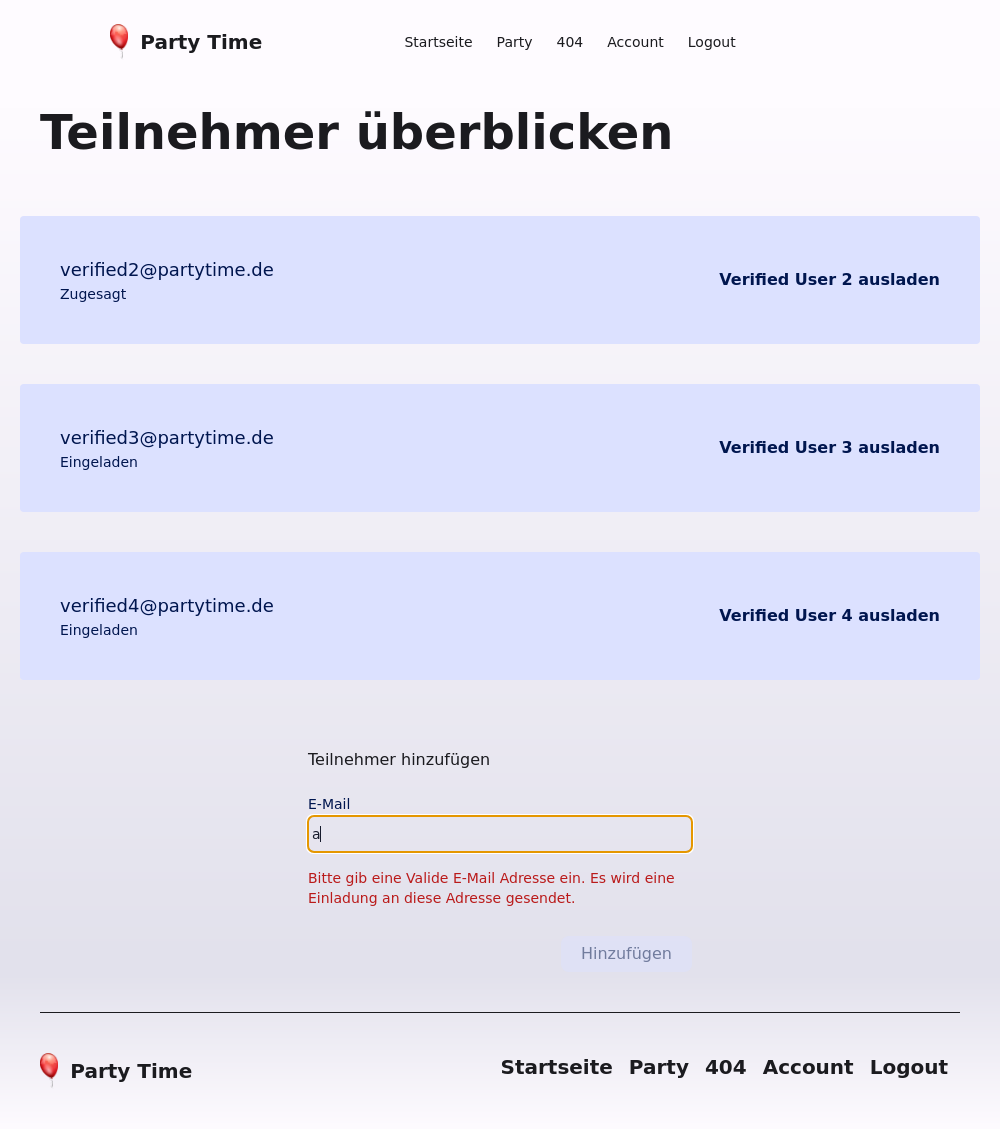 Party Time
Startseite Party 404 Account Logout
Teilnehmer überblicken
verified2@partytime.de
Zugesagt
Verified User 2 ausladen
verified3@partytime.de
Eingeladen
Verified User 3 ausladen
verified4@partytime.de
Eingeladen
Verified User 4 ausladen
Teilnehmer hinzufügen
E-Mail
a
Bitte gib eine Valide E-Mail Adresse ein. Es wird eine
Einladung an diese Adresse gesendet.
Hinzufügen
Party Time
Startseite Party 404 Account Logout